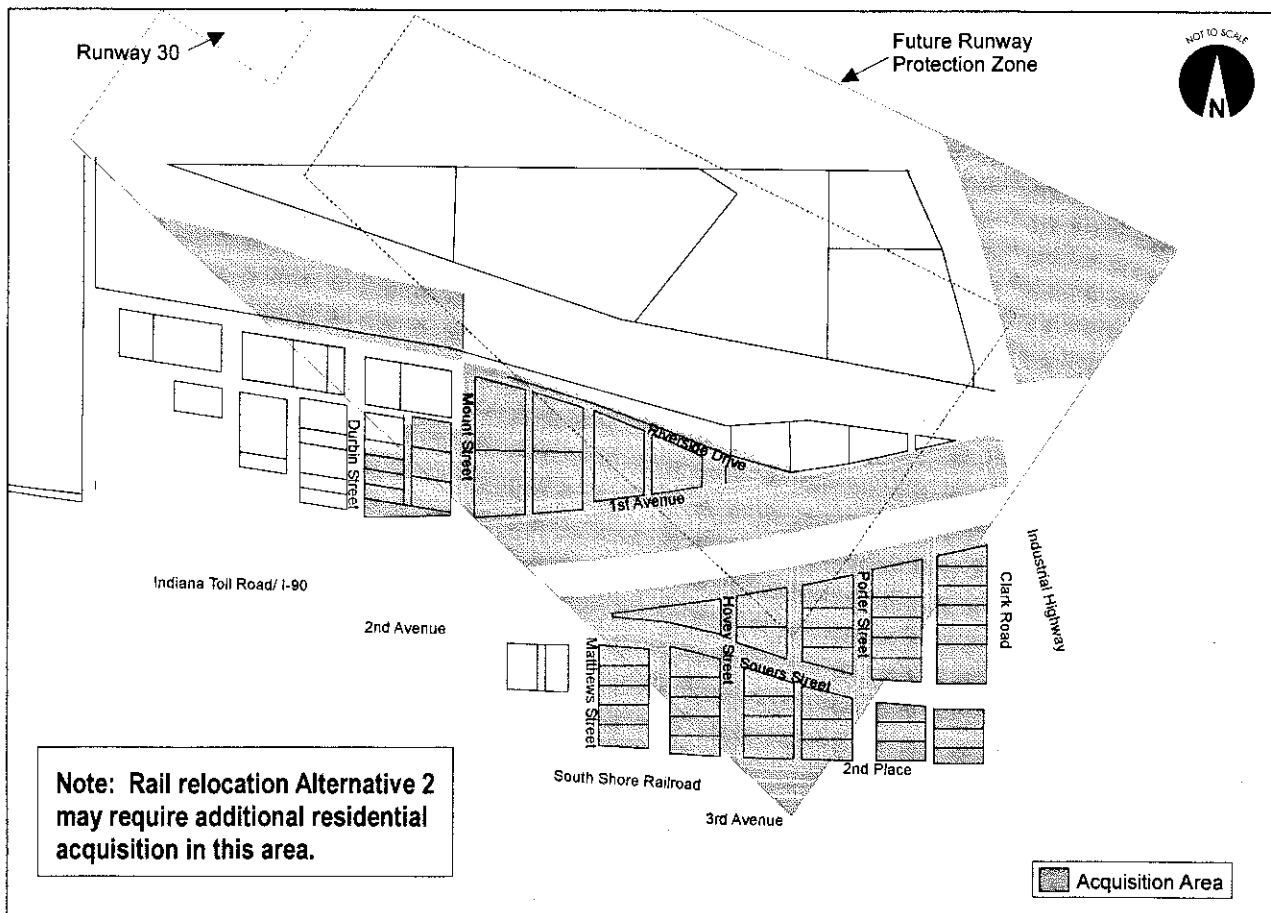 Runway 30
Future Runway
Protection Zone
NOT TO SCALE
N
Mount Street
Durbin Street
Riverside Drive
1st Avenue
Indiana Toll Road/ I-90
2nd Avenue
Hovey Street
Porter Street
Clark Road
Industrial Highway
Matthews Street
Souers Street
2nd Place
South Shore Railroad
3rd Avenue
Note: Rail relocation Alternative 2
may require additional residential
acquisition in this area.
Acquisition Area